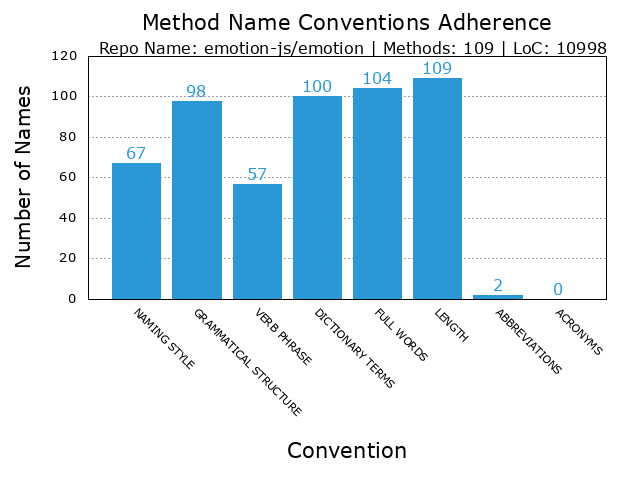 Method Name Conventions Adherence
Repo Name: emotion-js/emotion | Methods: 109 | LoC: 10998
120
100
80
60
40
20
0
Number of Names
67
98
57
100
104
109
2
0
NAMING STYLE
GRAMMATICAL STRUCTURE
VERB PHRASE
DICTIONARY TERMS
FULL WORDS
LENGTH
ABBREVIATIONS
ACRONYMS
Convention